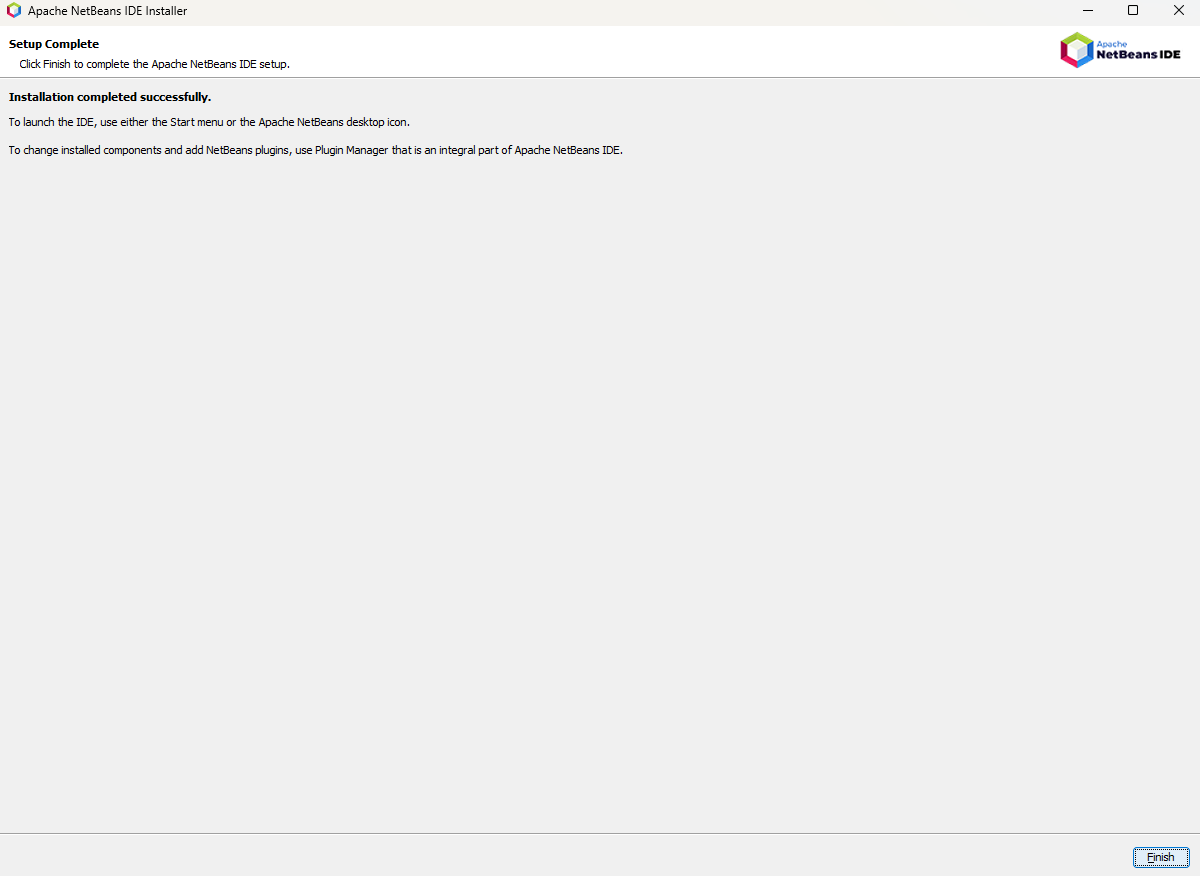 Apache NetBeans IDE Installer
Setup Complete
Click Finish to complete the Apache NetBeans IDE setup.
Apache
NetBeans IDE
Installation completed successfully.
To launch the IDE, use either the Start menu or the Apache NetBeans desktop icon.
To change installed components and add NetBeans plugins, use Plugin Manager that is an integral part of Apache NetBeans IDE.
Finish